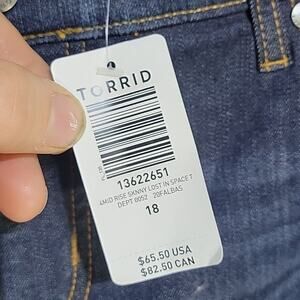 TORRID
13622651
4MID RISE SKNNY LOST IN SPACE T
DEPT 0052 20FALBAS
18
$65.50 USA
$82.50 CAN